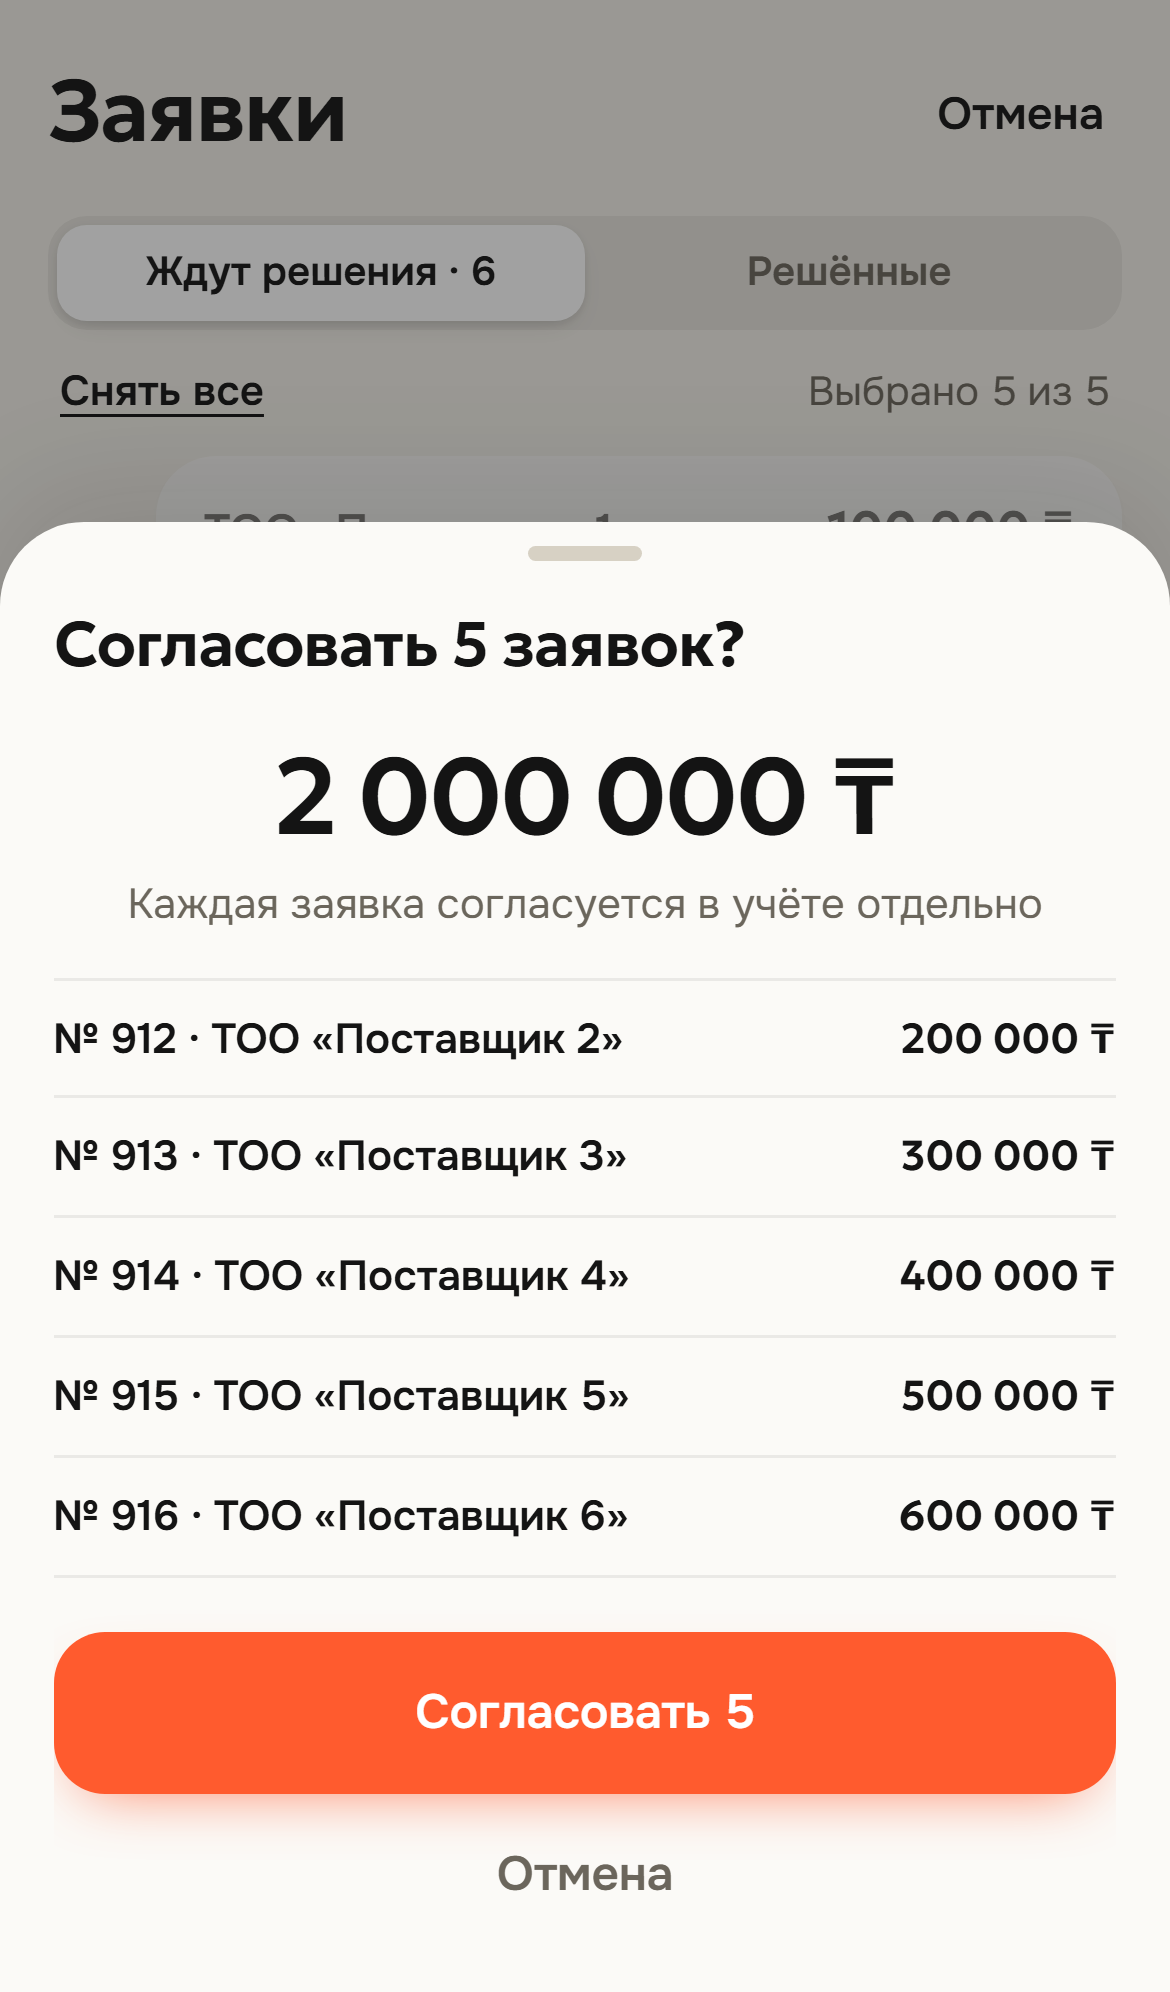 Заявки
Отмена
Ждут решения · 6
Решённые
Снять все
Выбрано 5 из 5
100 000 ₸
Согласовать 5 заявок?
2 000 000 ₸
Каждая заявка согласуется в учёте отдельно
№ 912 · ТОО «Поставщик 2»
200 000 ₸
№ 913 · ТОО «Поставщик 3»
300 000 ₸
№ 914 · ТОО «Поставщик 4»
400 000 ₸
№ 915 · ТОО «Поставщик 5»
500 000 ₸
№ 916 · ТОО «Поставщик 6»
600 000 ₸
Согласовать 5
Отмена